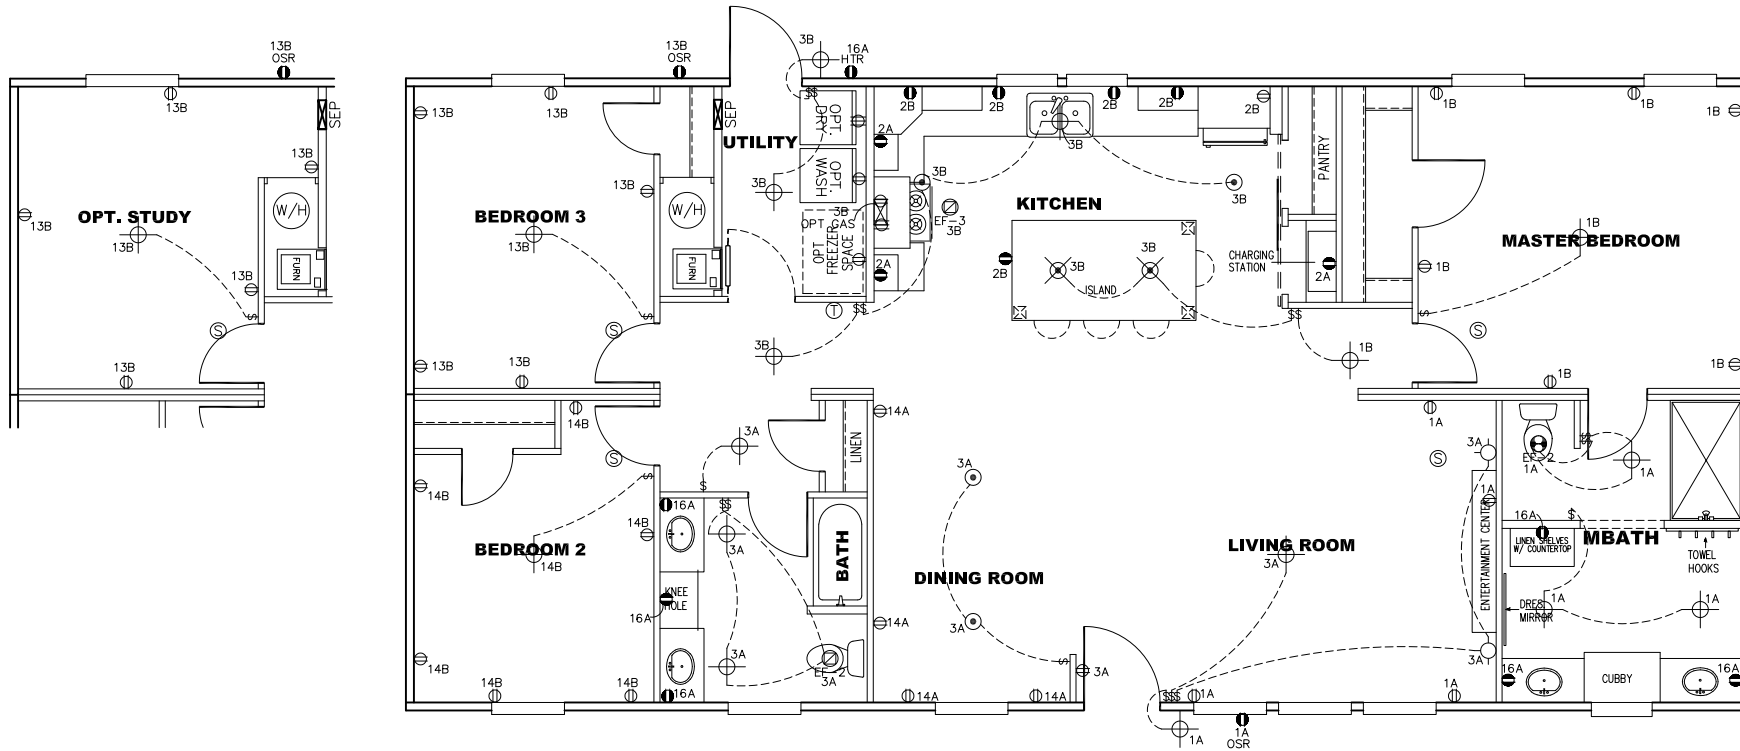 13B
OSR
13B
SEP
13B
W/H
OPT. STUDY
13B
13B
FURN
13B
S
S
13B
13B
OSR
3B
16A
HTR
$$
13B
13B
SEP
UTILITY
OPT.
DRY
OPT.
WASH
13B
W/H
BEDROOM 3
13B
FURN
S
S
13B
13B
3B
3B
OPT GAS
OPT
FREEZER
SPACE
T
$$
3B
2B
2B
2B
2B
2B
2A
3B
3B
3B
KITCHEN
EF-3
3B
2A
2B
3B
3B
ISLAND
PANTRY
CHARGING
STATION
2A
$$
1B
1B
1B
1B
1B
MASTER BEDROOM
1B
S
S
1B
1B
14B
S
S
14B
14B
BEDROOM 2
14B
14B
14B
14B
3A
S
LINEN
14A
16A
$$
3A
BATH
KNEE
HOLE
16A
3A
EF-2
3A
16A
14A
14A
14A
3A
DINING ROOM
3A
S
3A
1A
3A
S
1A
LIVING ROOM
3A
ENTERTAINMENT CENTER
3A
$$$
1A
1A
1A
1A
OSR
EF-2
1A
$$
1A
$
16A
LINEN SHELVES
W/ COUNTERTOP
MBATH
TOWEL
HOOKS
1A
DRES
MIRROR
1A
16A
CUBBY
16A